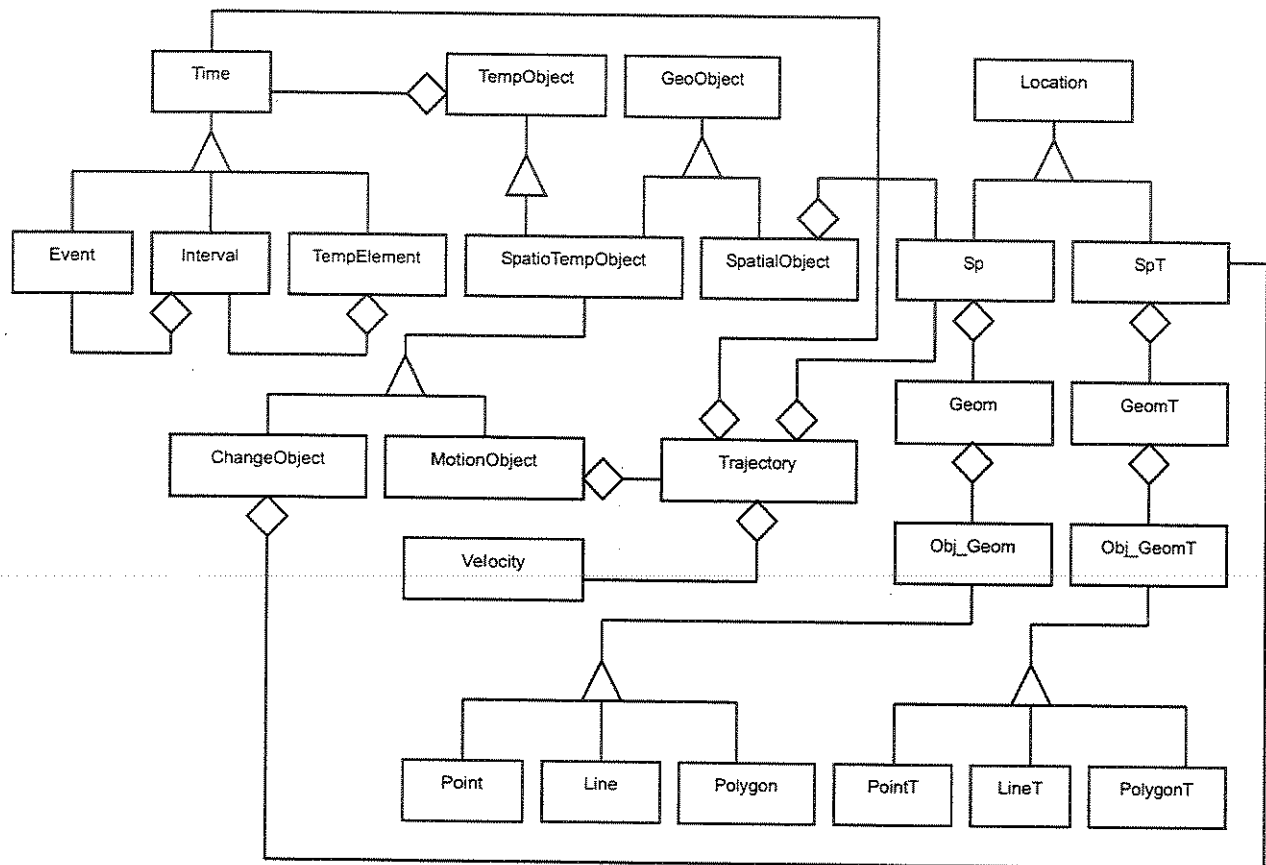 Time
TempObject
GeoObject
Location
Event
Interval
TempElement
SpatioTempObject
SpatialObject
Sp
SpT
Geom
GeomT
ChangeObject
MotionObject
Trajectory
Velocity
Obj_Geom
Obj_GeomT
Point
Line
Polygon
PointT
LineT
PolygonT